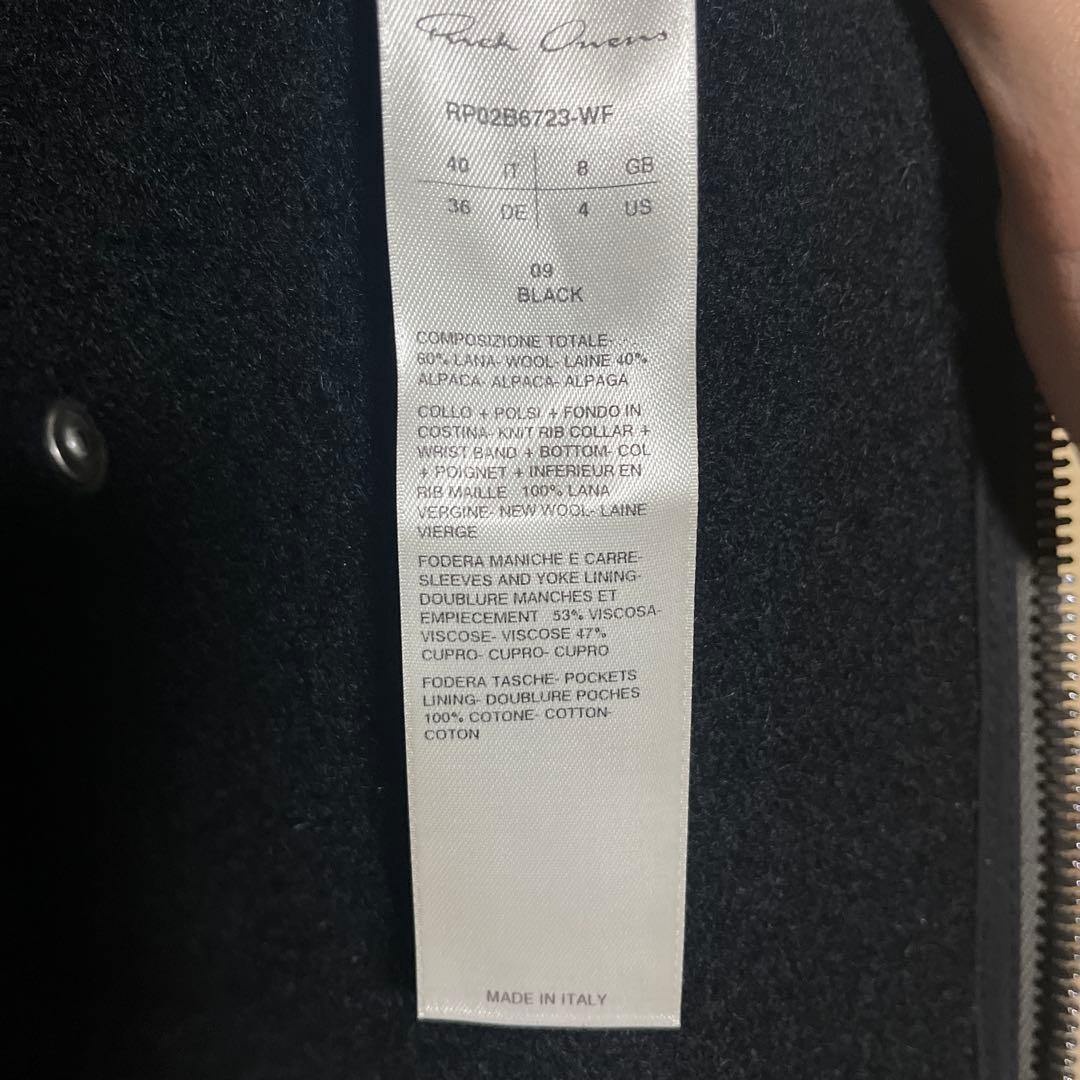 Rick Owens
RP02B6723-WF
40 IT 8 GB
36 DE 4 US
09
BLACK
COMPOSIZIONE TOTALE-
60% LANA- WOOL- LAINE 40%
ALPACA- ALPACA- ALPAGA
COLLO + POLSI + FONDO IN
COSTINA- KNIT RIB COLLAR +
WRIST BAND + BOTTOM- COL
+ POIGNET + INFERIEUR EN
RIB MAILLE 100% LANA
VERGINE- NEW WOOL- LAINE
VIERGE
FODERA MANICHE E CARRE-
SLEEVES AND YOKE LINING-
DOUBLURE MANCHES ET
EMPIECEMENT 53% VISCOSA-
VISCOSE- VISCOSE 47%
CUPRO- CUPRO- CUPRO
FODERA TASCHE- POCKETS
LINING- DOUBLURE POCHES
100% COTONE- COTTON-
COTON
MADE IN ITALY